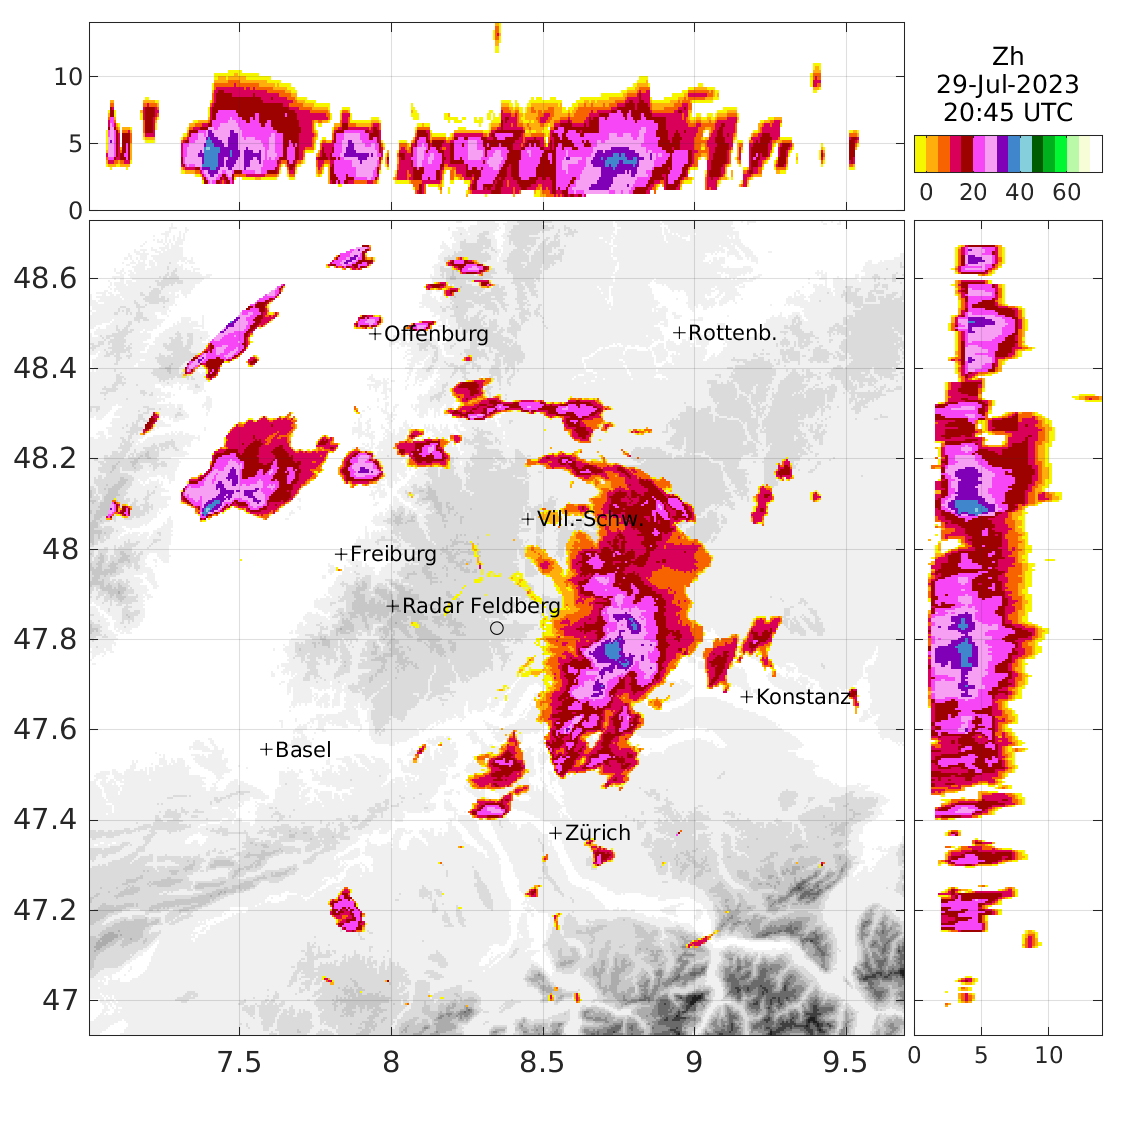 10
5
0
Zh
29-Jul-2023
20:45 UTC
0 20 40 60
48.6
48.4
48.2
48
47.8
47.6
47.4
47.2
47
+Offenburg
+Rottenb.
+Vill.-Schw.
+Freiburg
+Radar Feldberg
+Konstanz
+Basel
+Zürich
7.5 8 8.5 9 9.5
0 5 10